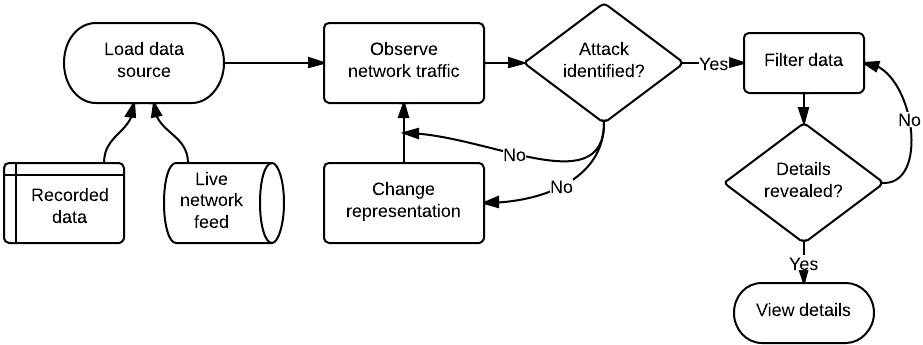 Load data
source
Observe
network traffic
Attack
identified?
Yes
Filter data
No
Recorded
data
Live
network
feed
Change
representation
No
No
Details
revealed?
Yes
View details